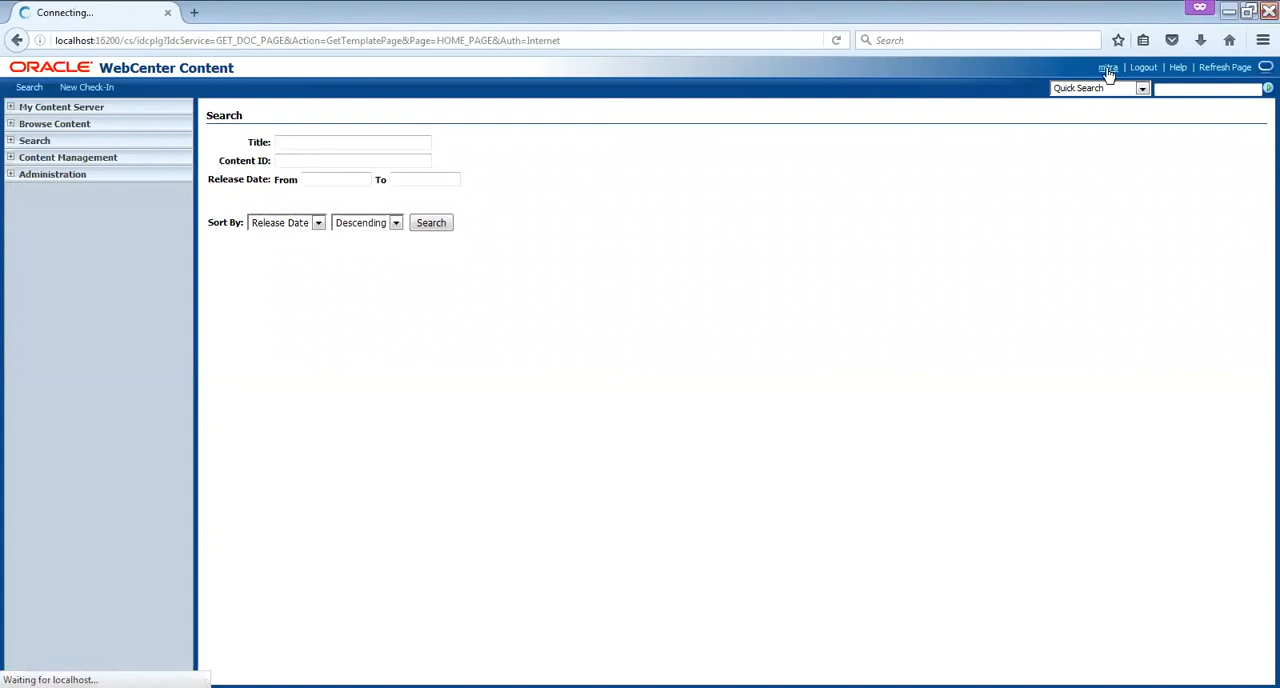 Connecting...
localhost:16200/cs/idcplg?IdcService=GET_DOC_PAGE&Action=GetTemplatePage&Page=HOME_PAGE&Auth=Internet
Search
ORACLE WebCenter Content
mitra | Logout | Help | Refresh Page
Search New Check-In
Quick Search
My Content Server
Browse Content
Search
Content Management
Administration
Search
Title:
Content ID:
Release Date: From To
Sort By: Release Date Descending Search
Waiting for localhost...